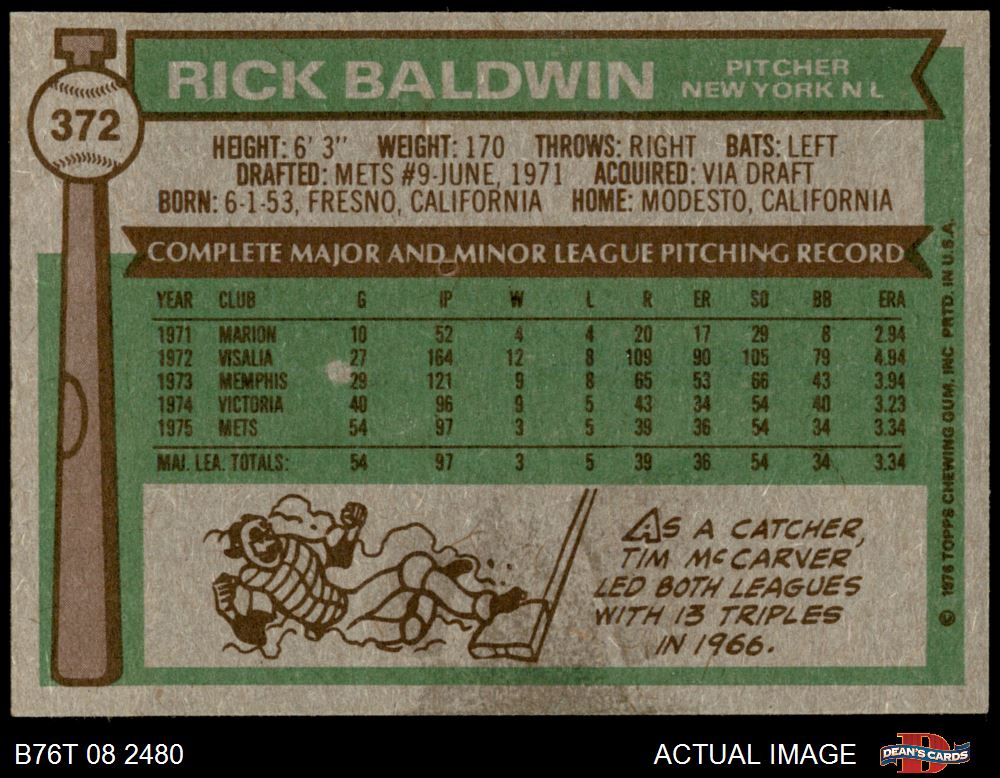 372
RICK BALDWIN
PITCHER
NEW YORK N L
HEIGHT: 6' 3" WEIGHT: 170 THROWS: RIGHT BATS: LEFT
DRAFTED: METS #9-JUNE, 1971 ACQUIRED: VIA DRAFT
BORN: 6-1-53, FRESNO, CALIFORNIA HOME: MODESTO, CALIFORNIA
COMPLETE MAJOR AND MINOR LEAGUE PITCHING RECORD
YEAR CLUB G IP W L R ER SO BB ERA
1971 MARION 10 52 4 4 20 17 29 8 2.94
1972 VISALIA 27 164 12 8 109 90 105 79 4.94
1973 MEMPHIS 29 121 9 8 65 53 66 43 3.94
1974 VICTORIA 40 96 9 5 43 34 54 40 3.23
1975 METS 54 97 3 5 39 36 54 34 3.34
MAJ. LEA. TOTALS: 54 97 3 5 39 36 54 34 3.34
AS A CATCHER,
TIM McCARVER
LED BOTH LEAGUES
WITH 13 TRIPLES
IN 1966.
© 1976 TOPPS CHEWING GUM, INC PRTD. IN U.S.A.
B76T 08 2480
ACTUAL IMAGE
DEAN'S CARDS